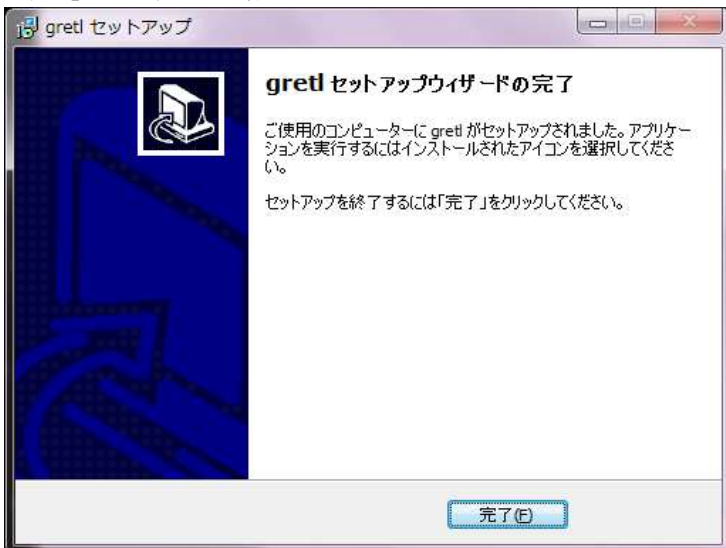 gretl セットアップ
gretl セットアップウィザードの完了
ご使用のコンピューターに gretl がセットアップされました。アプリケー
ションを実行するにはインストールされたアイコンを選択してくださ
い。
セットアップを終了するには「完了」をクリックしてください。
完了(F)